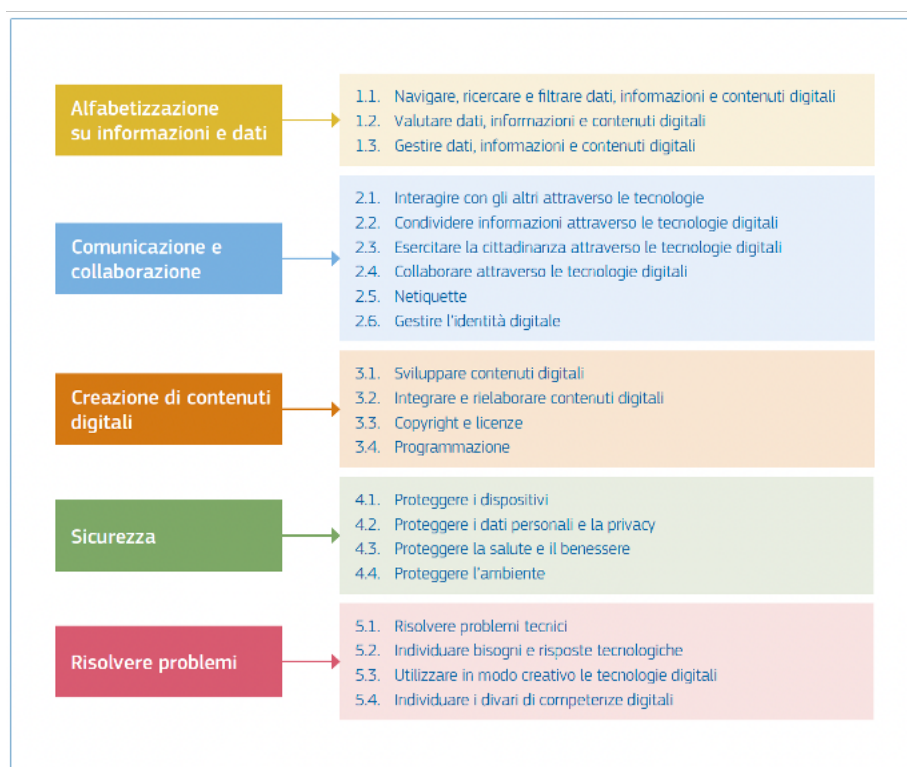 Alfabetizzazione
su informazioni e dati
1.1. Navigare, ricercare e filtrare dati, informazioni e contenuti digitali
1.2. Valutare dati, informazioni e contenuti digitali
1.3. Gestire dati, informazioni e contenuti digitali
Comunicazione e
collaborazione
2.1. Interagire con gli altri attraverso le tecnologie
2.2. Condividere informazioni attraverso le tecnologie digitali
2.3. Esercitare la cittadinanza attraverso le tecnologie digitali
2.4. Collaborare attraverso le tecnologie digitali
2.5. Netiquette
2.6. Gestire l'identità digitale
Creazione di contenuti
digitali
3.1. Sviluppare contenuti digitali
3.2. Integrare e rielaborare contenuti digitali
3.3. Copyright e licenze
3.4. Programmazione
Sicurezza
4.1. Proteggere i dispositivi
4.2. Proteggere i dati personali e la privacy
4.3. Proteggere la salute e il benessere
4.4. Proteggere l'ambiente
Risolvere problemi
5.1. Risolvere problemi tecnici
5.2. Individuare bisogni e risposte tecnologiche
5.3. Utilizzare in modo creativo le tecnologie digitali
5.4. Individuare i divari di competenze digitali